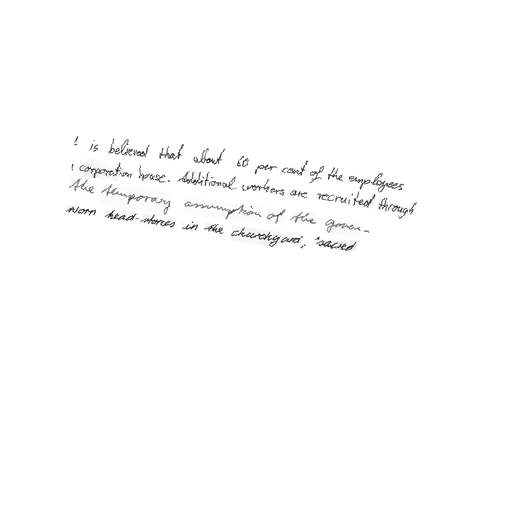 is believed that about 60 per cent of the employees
corporation house. Additional workers are recruited through
the temporary assumption of the gover-
worn head-stones in the churchyard, "sacred